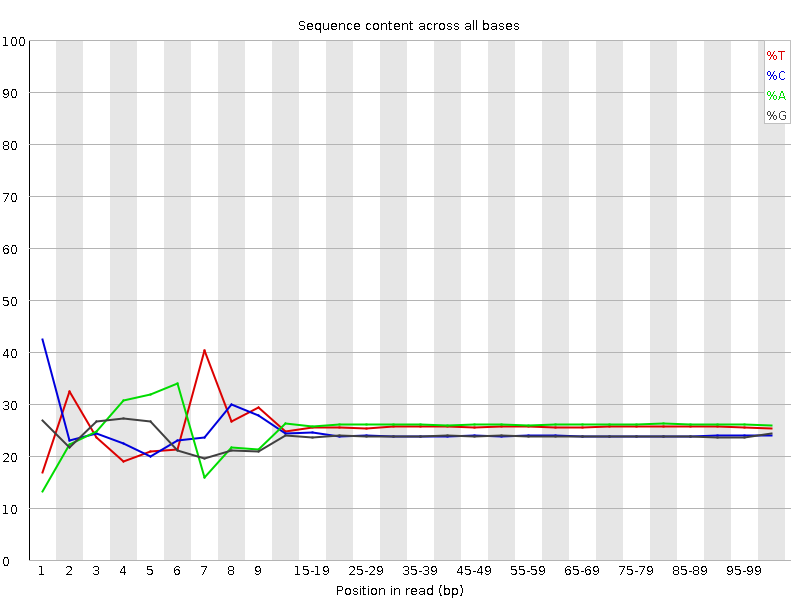 Sequence content across all bases
%T
%C
%A
%G
100
90
80
70
60
50
40
30
20
10
0
1 2 3 4 5 6 7 8 9 15-19 25-29 35-39 45-49 55-59 65-69 75-79 85-89 95-99
Position in read (bp)